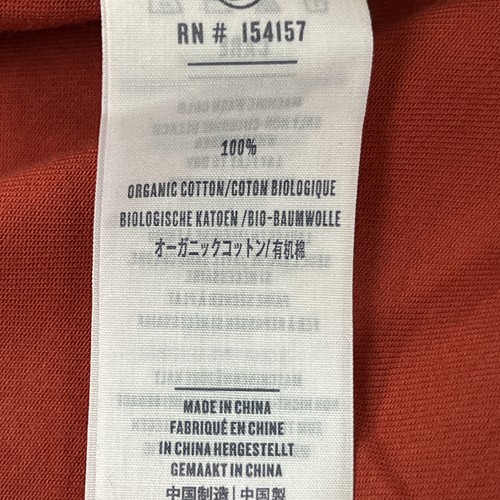 RN # 154157
100%
ORGANIC COTTON/COTON BIOLOGIQUE
BIOLOGISCHE KATOEN /BIO-BAUMWOLLE
オーガニックコットン/有机棉
MADE IN CHINA
FABRIQUÉ EN CHINE
IN CHINA HERGESTELLT
GEMAAKT IN CHINA
中国制造 | 中国製